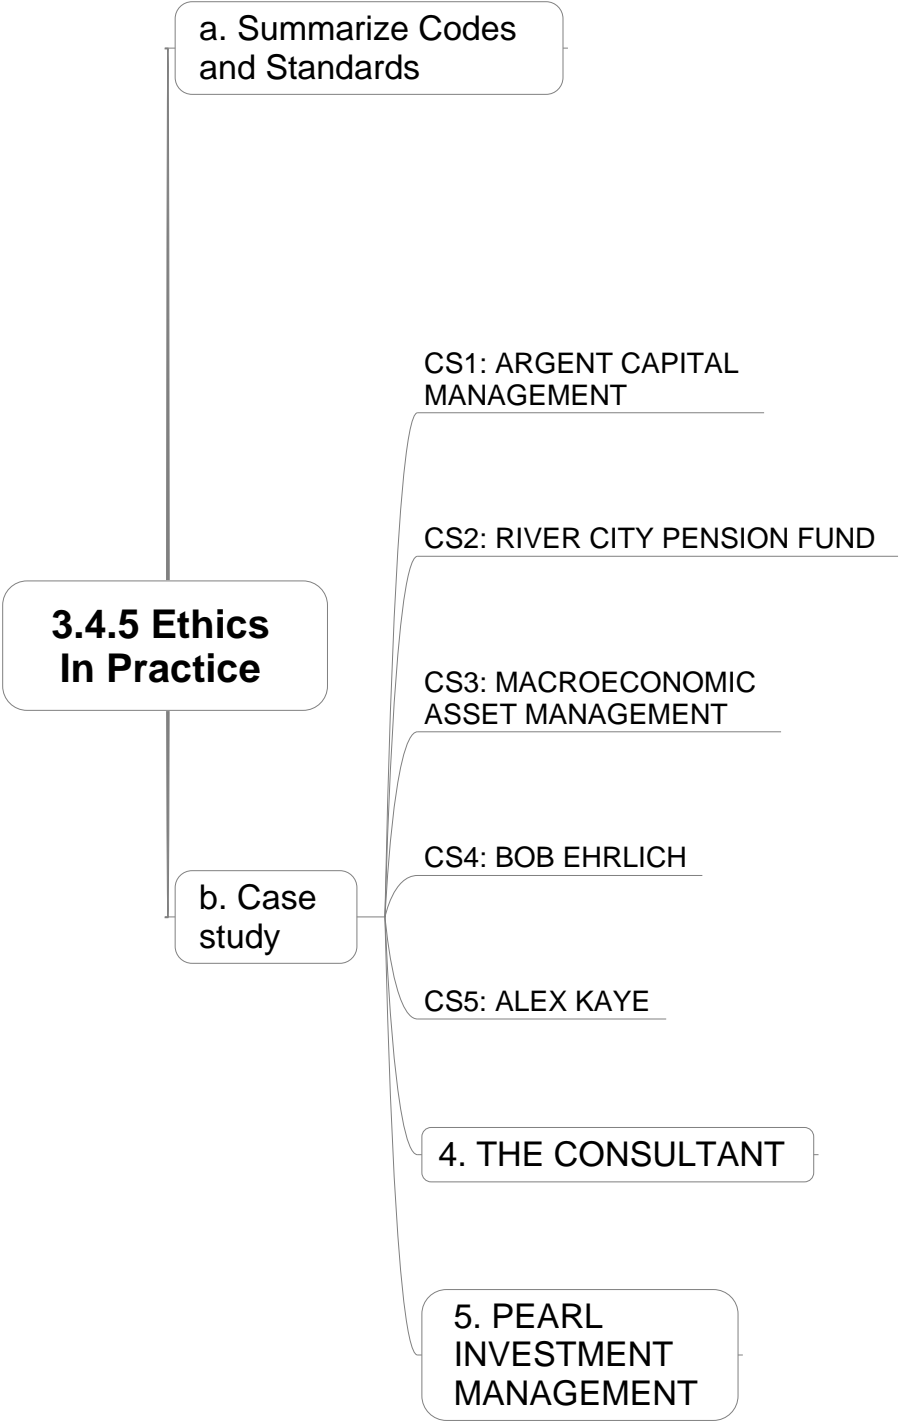 a. Summarize Codes
and Standards
CS1: ARGENT CAPITAL
MANAGEMENT
CS2: RIVER CITY PENSION FUND
3.4.5 Ethics
In Practice
CS3: MACROECONOMIC
ASSET MANAGEMENT
CS4: BOB EHRLICH
b. Case
study
CS5: ALEX KAYE
4. THE CONSULTANT
5. PEARL
INVESTMENT
MANAGEMENT